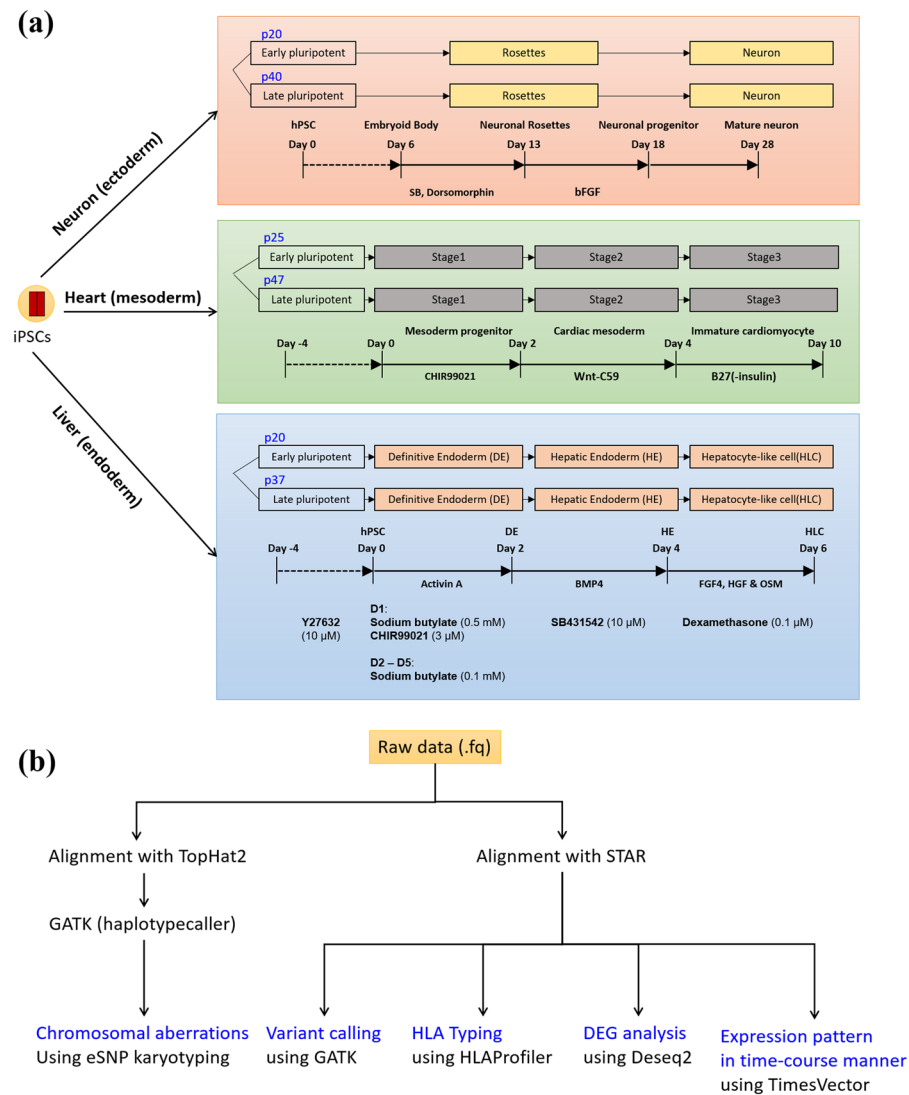 (a)
p20
Early pluripotent
Rosettes
Neuron
p40
Late pluripotent
Rosettes
Neuron
hPSC
Embryoid Body
Neuronal Rosettes
Neuronal progenitor
Mature neuron
Day 0
Day 6
Day 13
Day 18
Day 28
SB, Dorsomorphin
bFGF
Neuron (ectoderm)
p25
Early pluripotent
Stage1
Stage2
Stage3
p47
Late pluripotent
Stage1
Stage2
Stage3
Heart (mesoderm)
iPSCs
Mesoderm progenitor
Cardiac mesoderm
Immature cardiomyocyte
Day -4
Day 0
Day 2
Day 4
Day 10
CHIR99021
Wnt-C59
B27(-insulin)
Liver (endoderm)
p20
Early pluripotent
Definitive Endoderm (DE)
Hepatic Endoderm (HE)
Hepatocyte-like cell(HLC)
p37
Late pluripotent
Definitive Endoderm (DE)
Hepatic Endoderm (HE)
Hepatocyte-like cell(HLC)
hPSC
DE
HE
HLC
Day -4
Day 0
Day 2
Day 4
Day 6
Activin A
BMP4
FGF4, HGF & OSM
Y27632
(10 µM)
D1:
Sodium butylate (0.5 mM)
CHIR99021 (3 µM)
D2 – D5:
Sodium butylate (0.1 mM)
SB431542 (10 µM)
Dexamethasone (0.1 µM)
(b)
Raw data (.fq)
Alignment with TopHat2
GATK (haplotypecaller)
Chromosomal aberrations
Using eSNP karyotyping
Alignment with STAR
Variant calling
using GATK
HLA Typing
using HLAProfiler
DEG analysis
using Deseq2
Expression pattern
in time-course manner
using TimesVector